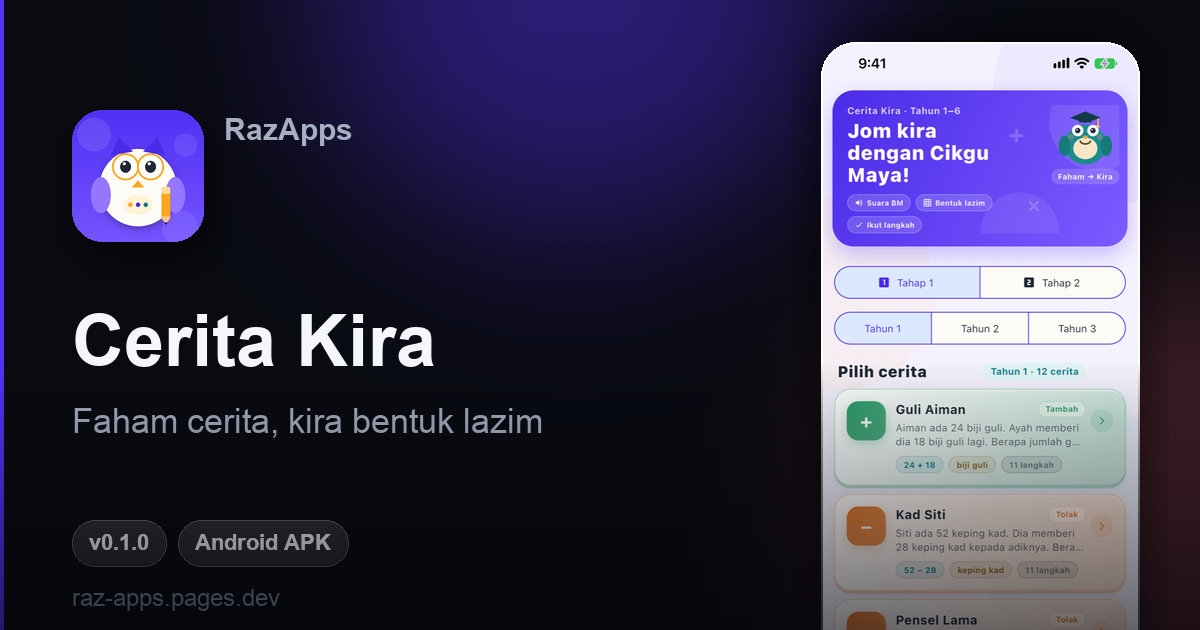 RazApps
Cerita Kira
Faham cerita, kira bentuk lazim
v0.1.0
Android APK
raz-apps.pages.dev
9:41
Cerita Kira · Tahun 1–6
Jom kira
dengan Cikgu
Maya!
Faham → Kira
Suara BM
Bentuk lazim
Ikut langkah
1 Tahap 1
2 Tahap 2
Tahun 1
Tahun 2
Tahun 3
Pilih cerita
Tahun 1 · 12 cerita
Guli Aiman
Tambah
Aiman ada 24 biji guli. Ayah memberi
dia 18 biji guli lagi. Berapa jumlah g...
24 + 18
biji guli
11 langkah
Kad Siti
Tolak
Siti ada 52 keping kad. Dia memberi
28 keping kad kepada adiknya. Bera...
52 − 28
keping kad
11 langkah
Pensel Lama
Tolak